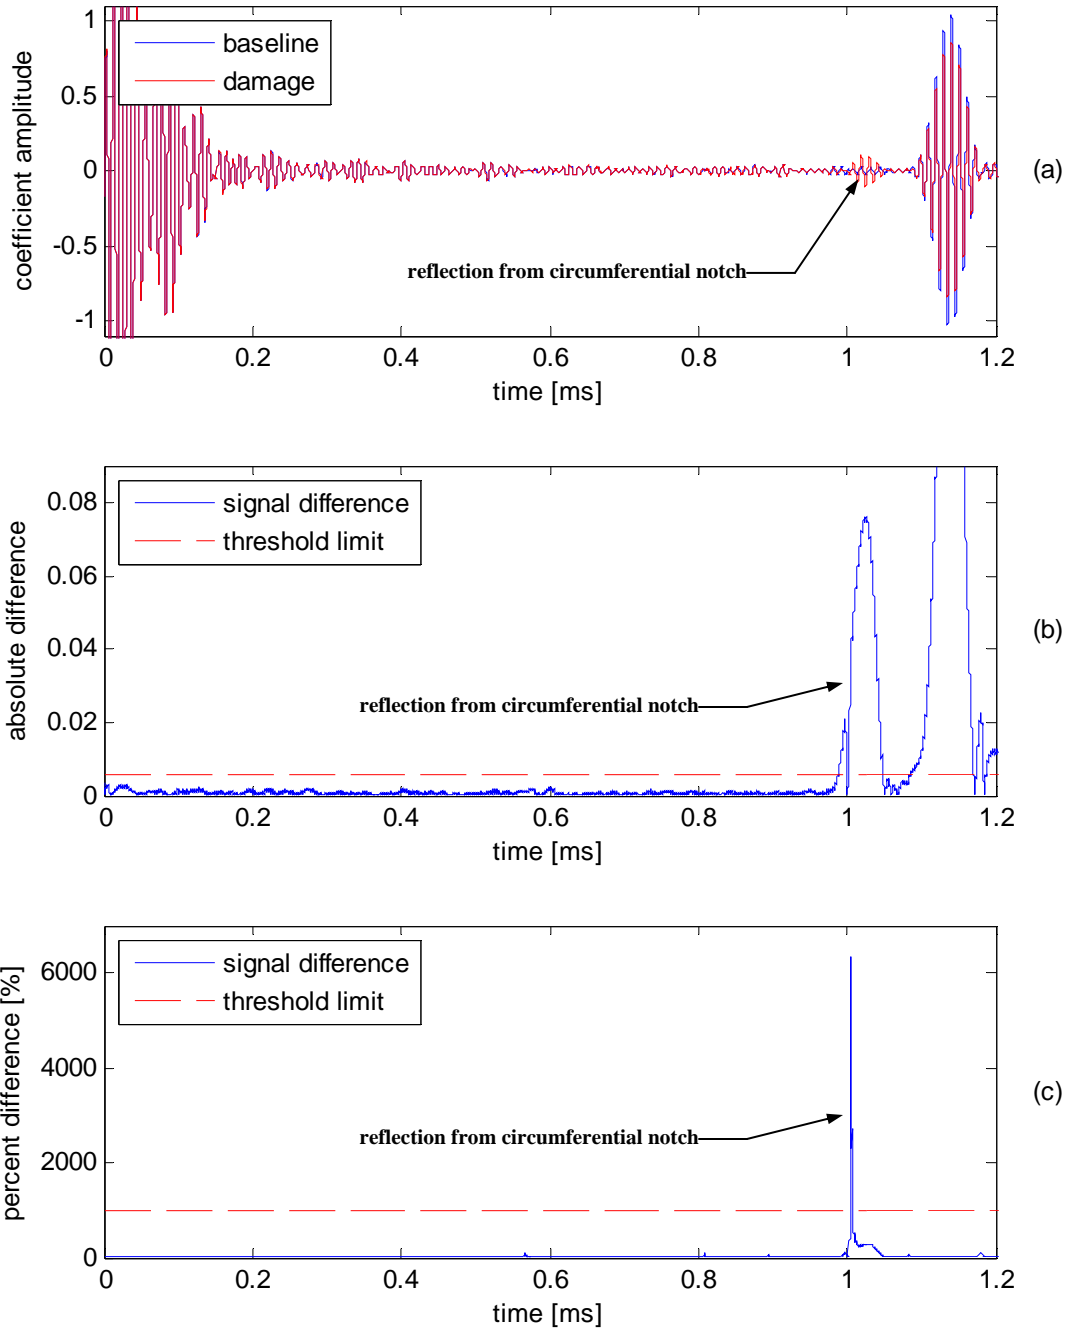 1
0.5
0
-0.5
-1
coefficient amplitude
baseline
damage
reflection from circumferential notch
(a)
0 0.2 0.4 0.6 0.8 1 1.2
time [ms]
0.08
0.06
0.04
0.02
0
absolute difference
signal difference
threshold limit
reflection from circumferential notch
(b)
0 0.2 0.4 0.6 0.8 1 1.2
time [ms]
6000
4000
2000
0
percent difference [%]
signal difference
threshold limit
reflection from circumferential notch
(c)
0 0.2 0.4 0.6 0.8 1 1.2
time [ms]